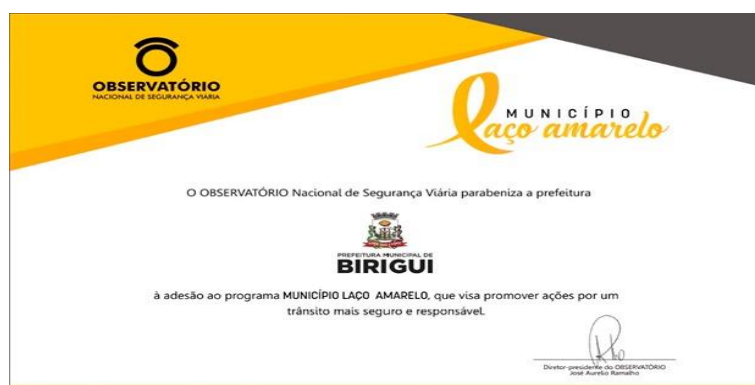 OBSERVATÓRIO
NACIONAL DE SEGURANÇA VIÁRIA
MUNICÍPIO
Laço amarelo
O OBSERVATÓRIO Nacional de Segurança Viária parabeniza a prefeitura
PREFEITURA MUNICIPAL DE
BIRIGUI
à adesão ao programa MUNICÍPIO LAÇO AMARELO, que visa promover ações por um
trânsito mais seguro e responsável.
Diretor-presidente do OBSERVATÓRIO
José Aurelio Ramalho